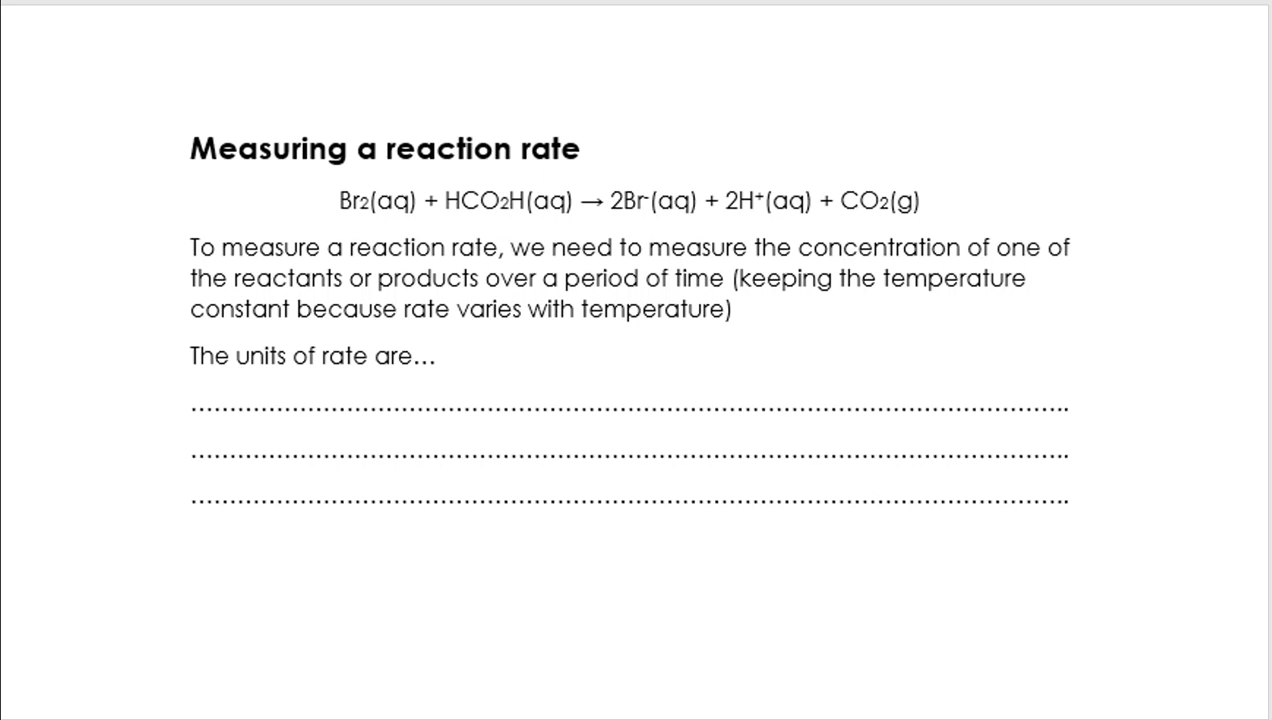 Measuring a reaction rate
Br₂(aq) + HCO₂H(aq) → 2Br⁻(aq) + 2H⁺(aq) + CO₂(g)
To measure a reaction rate, we need to measure the concentration of one of
the reactants or products over a period of time (keeping the temperature
constant because rate varies with temperature)
The units of rate are…